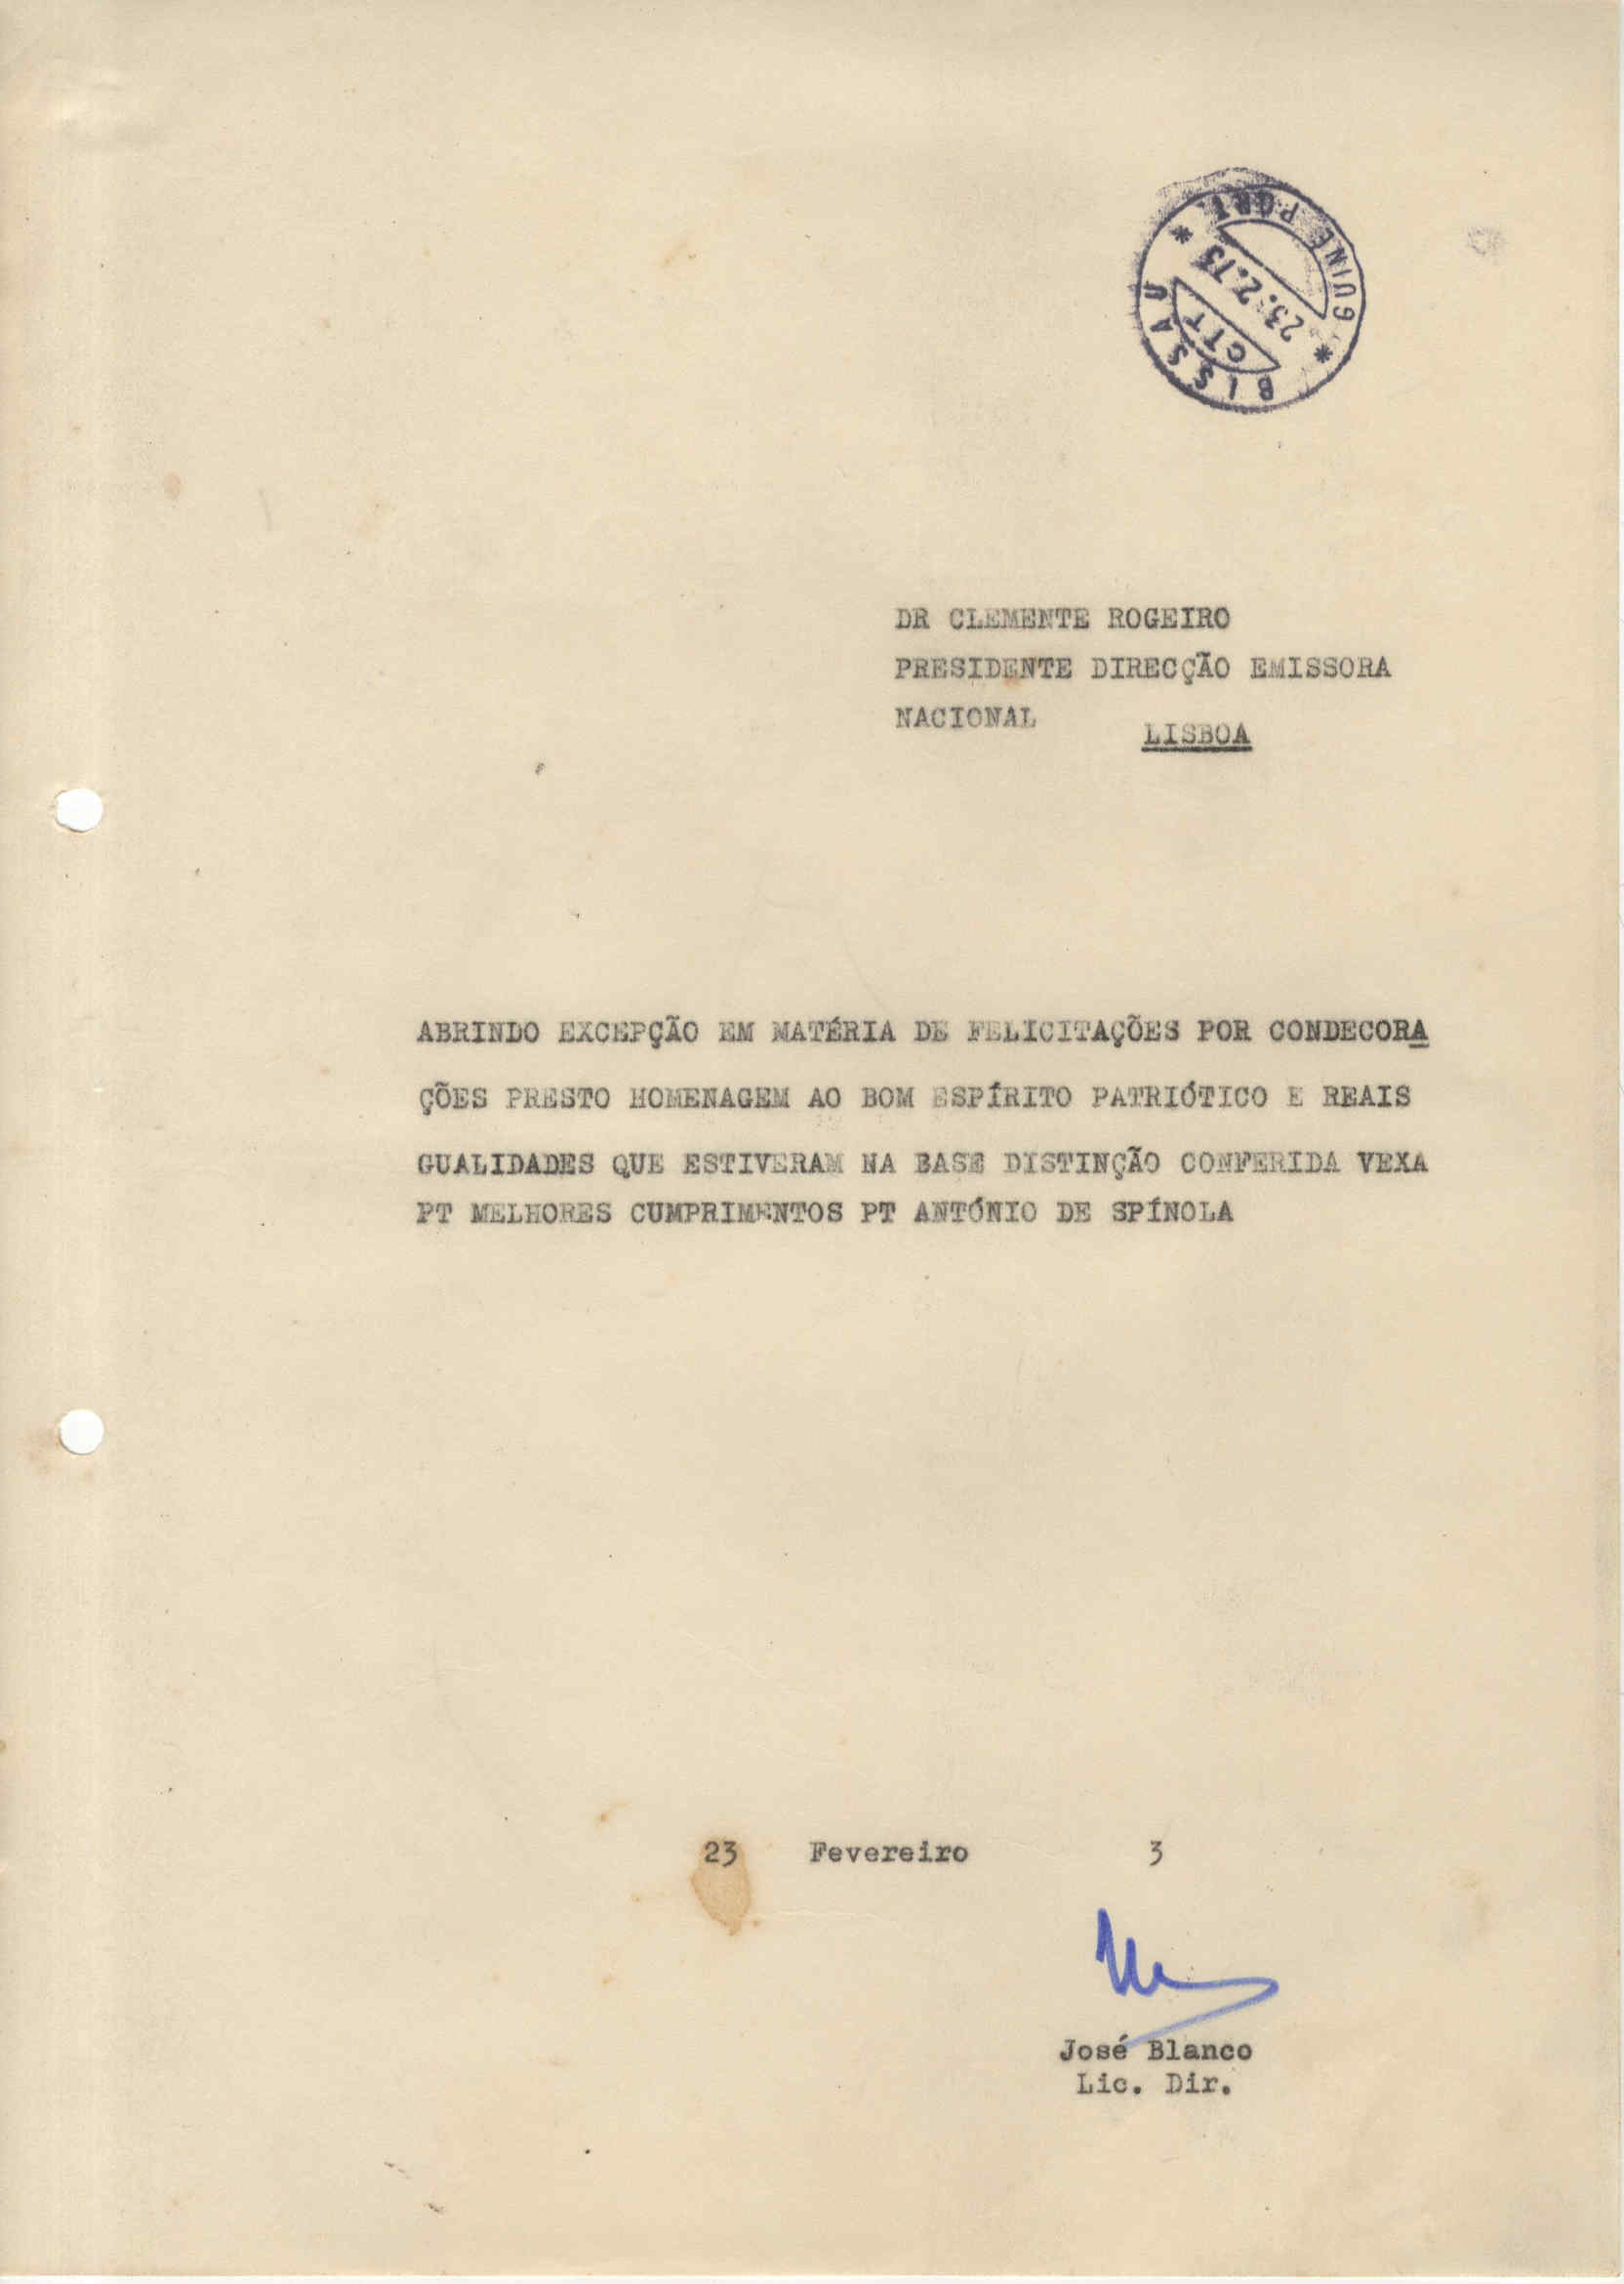 GUINE PORT
23.2.73
CTT
BISSAU
DR CLEMENTE ROGEIRO
PRESIDENTE DIRECÇÃO EMISSORA
NACIONAL
LISBOA
ABRINDO EXCEPÇÃO EM MATÉRIA DE FELICITAÇÕES POR CONDECORA
ÇÕES PRESTO HOMENAGEM AO BOM ESPÍRITO PATRIÓTICO E REAIS
GUALIDADES QUE ESTIVERAM NA BASE DISTINÇÃO CONFERIDA VEXA
PT MELHORES CUMPRIMENTOS PT ANTÓNIO DE SPÍNOLA
23 Fevereiro 3
José Blanco
Lic. Dir.